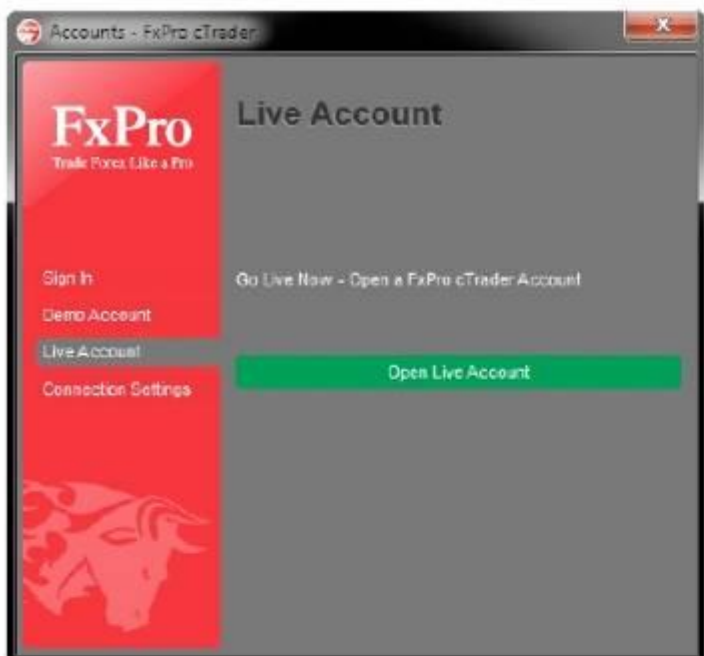 Accounts - FxPro cTrader
FxPro
Trade Forex Like a Pro
Live Account
Sign In
Demo Account
Live Account
Connection Settings
Go Live Now - Open a FxPro cTrader Account
Open Live Account